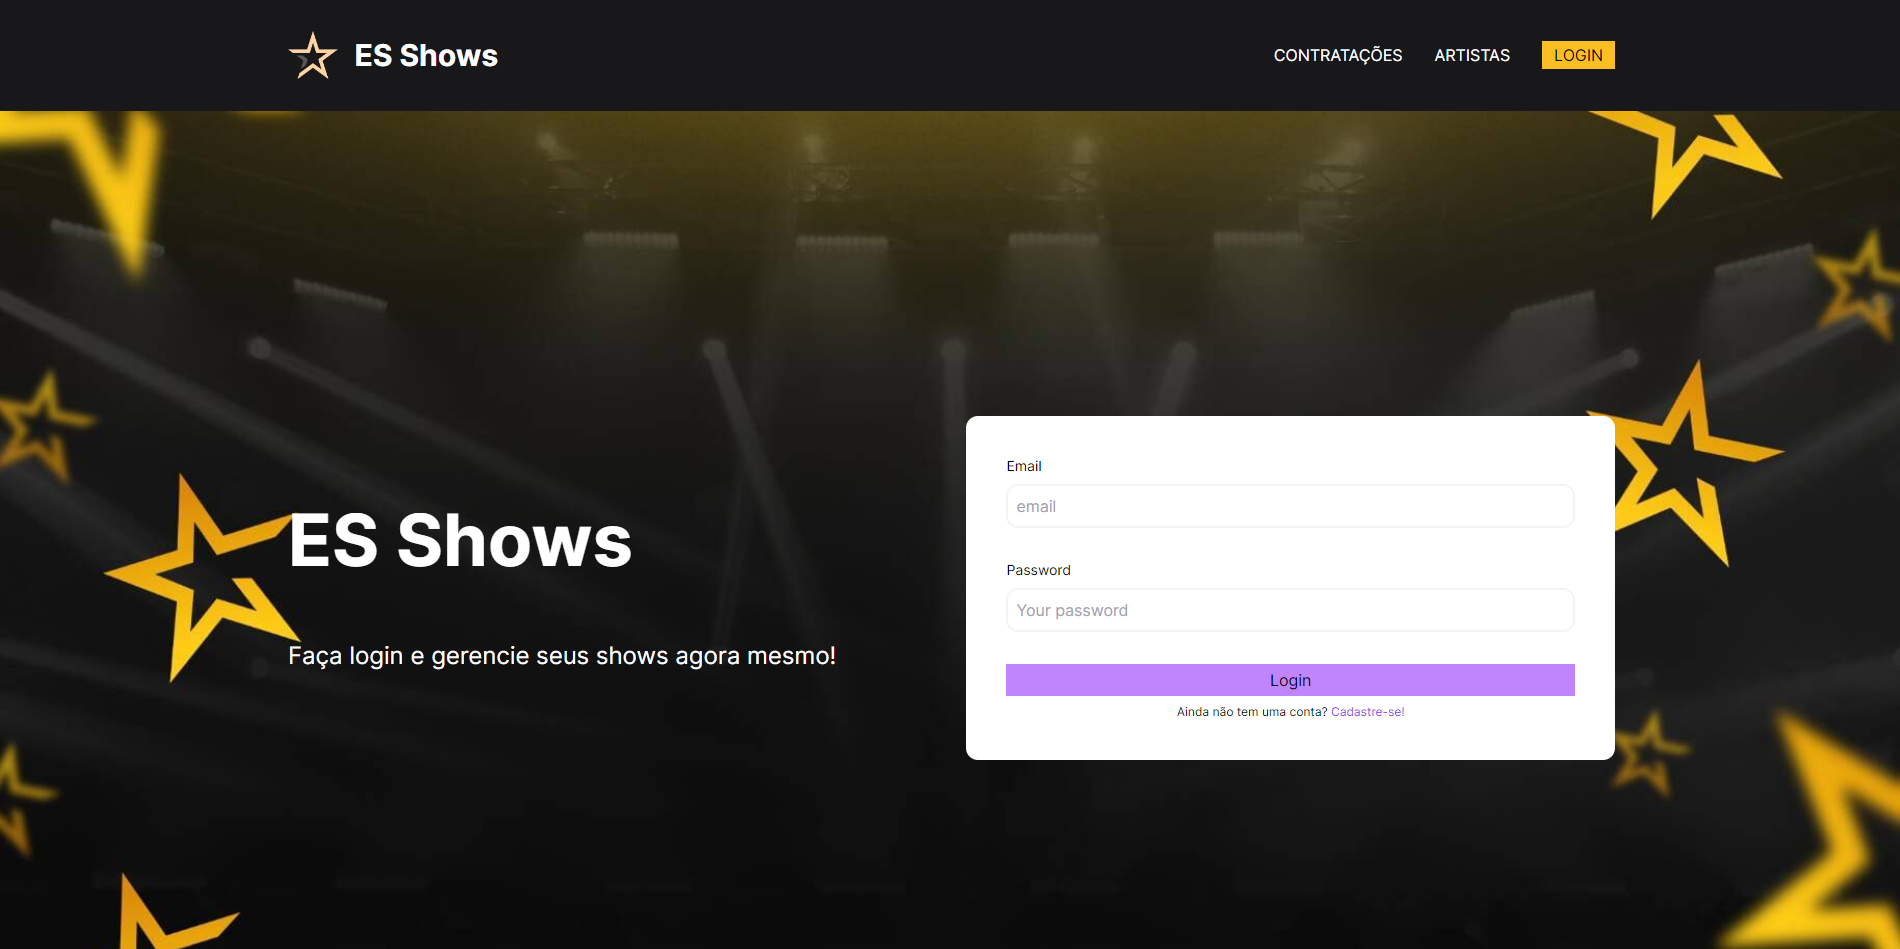 ES Shows
CONTRATAÇÕES
ARTISTAS
LOGIN
ES Shows
Faça login e gerencie seus shows agora mesmo!
Email
email
Password
Your password
Login
Ainda não tem uma conta? Cadastre-se!